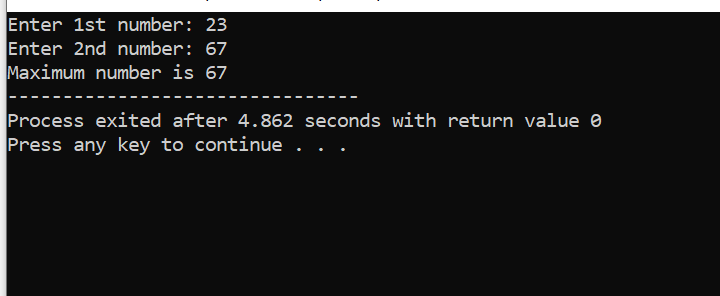 Enter 1st number: 23
Enter 2nd number: 67
Maximum number is 67
--------------------------------
Process exited after 4.862 seconds with return value 0
Press any key to continue . . .